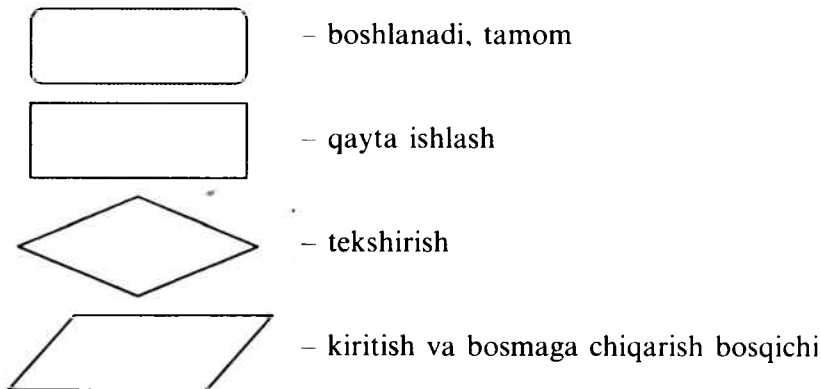 – boshlanadi, tamom
– qayta ishlash
– tekshirish
– kiritish va bosmaga chiqarish bosqichi